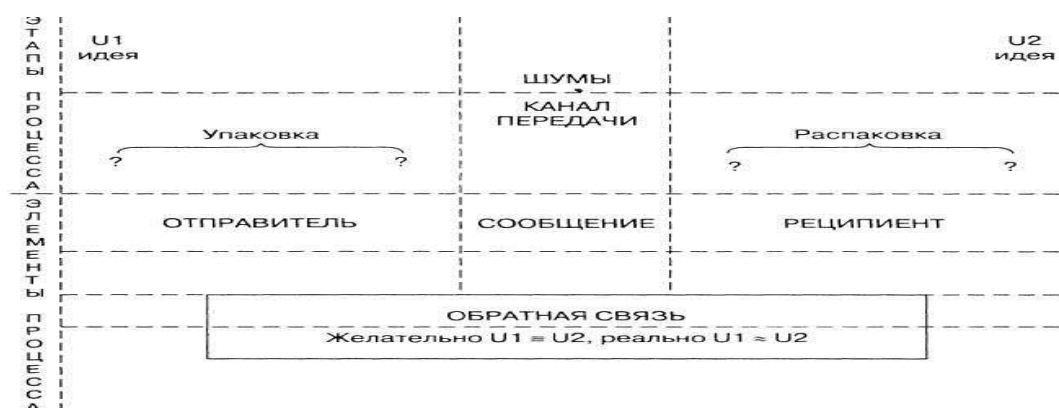 ЭТАПЫ ПРОЦЕССА
U1
идея
U2
идея
ШУМЫ
КАНАЛ
ПЕРЕДАЧИ
Упаковка
? ?
Распаковка
? ?
ЭЛЕМЕНТЫ ПРОЦЕССА
ОТПРАВИТЕЛЬ
СООБЩЕНИЕ
РЕЦИПИЕНТ
ОБРАТНАЯ СВЯЗЬ
Желательно U1 = U2, реально U1 ≈ U2